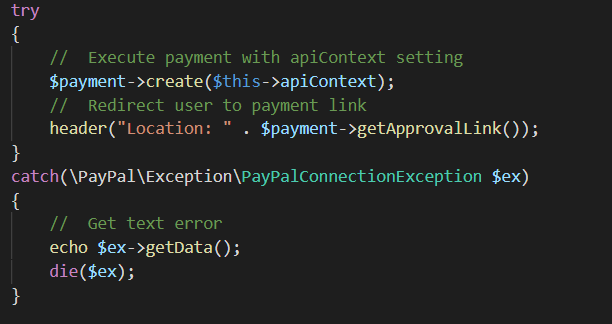 try
{
    //  Execute payment with apiContext setting
    $payment->create($this->apiContext);
    //  Redirect user to payment link
    header("Location: " . $payment->getApprovalLink());
}
catch(\PayPal\Exception\PayPalConnectionException $ex)
{
    //  Get text error
    echo $ex->getData();
    die($ex);
}